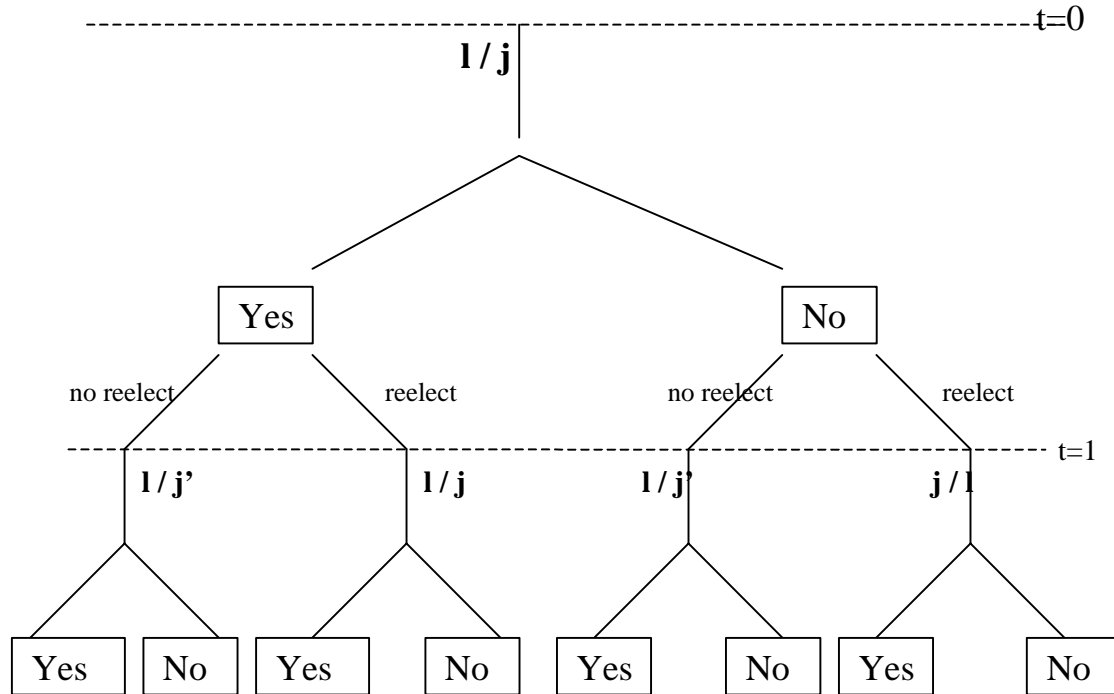 t=0
l / j
Yes
No
no reelect
reelect
no reelect
reelect
t=1
l / j’
l / j
l / j’
j / l
Yes
No
Yes
No
Yes
No
Yes
No